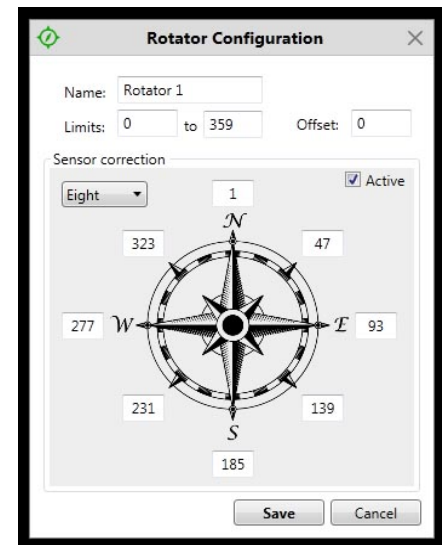 Rotator Configuration
Name: Rotator 1
Limits: 0 to 359 Offset: 0
Sensor correction
Active
Eight
1
N
323 47
277 W E 93
231 139
S
185
Save Cancel